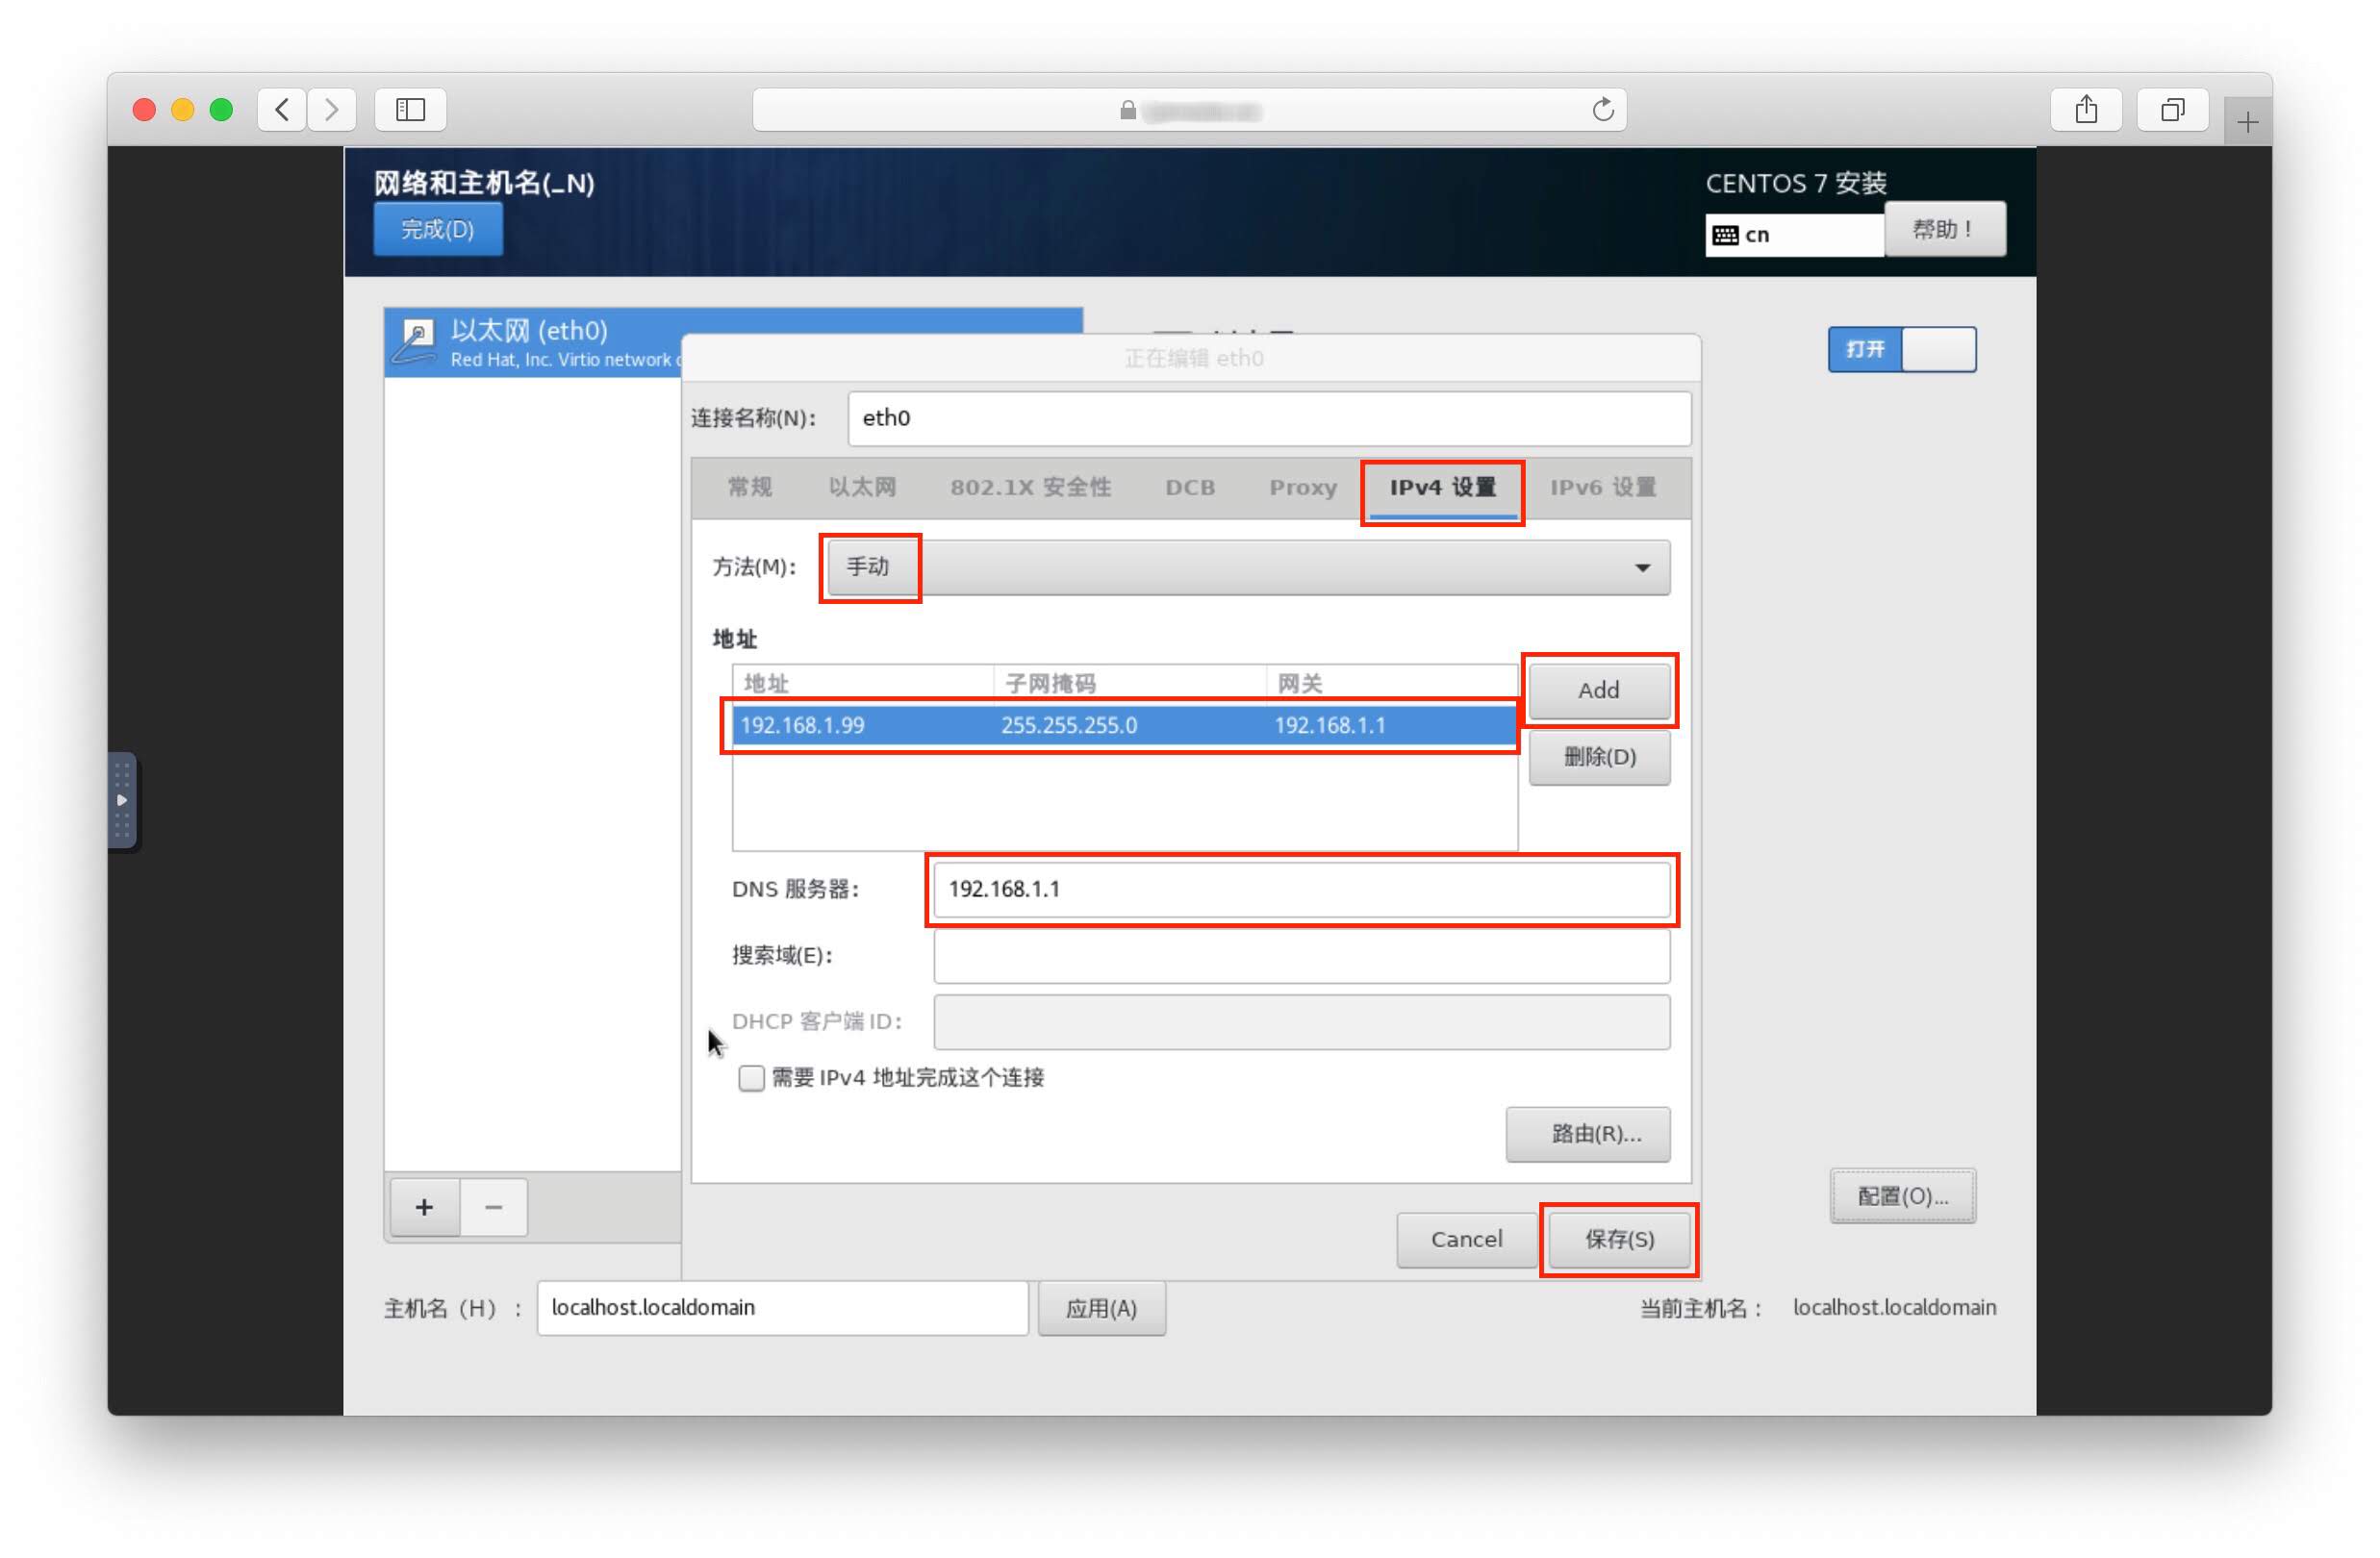 网络和主机名(_N)
完成(D)
CENTOS 7 安装
cn
帮助！
以太网 (eth0)
Red Hat, Inc. Virtio network
打开
正在编辑 eth0
连接名称(N)：
eth0
常规
以太网
802.1X 安全性
DCB
Proxy
IPv4 设置
IPv6 设置
方法(M)：
手动
地址
地址
子网掩码
网关
192.168.1.99
255.255.255.0
192.168.1.1
Add
删除(D)
DNS 服务器：
192.168.1.1
搜索域(E)：
DHCP 客户端 ID：
需要 IPv4 地址完成这个连接
路由(R)...
Cancel
保存(S)
配置(O)...
主机名（H）：
localhost.localdomain
应用(A)
当前主机名：
localhost.localdomain